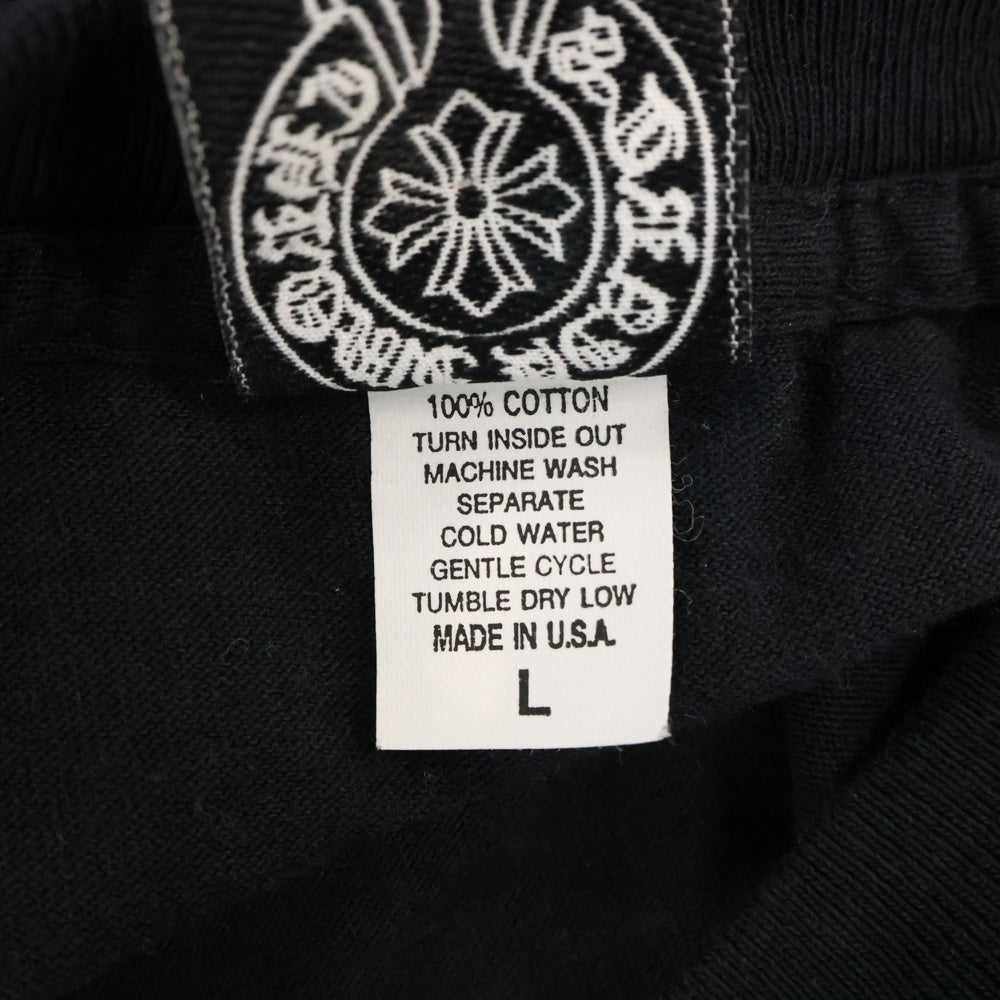 100% COTTON
TURN INSIDE OUT
MACHINE WASH
SEPARATE
COLD WATER
GENTLE CYCLE
TUMBLE DRY LOW
MADE IN U.S.A.
L